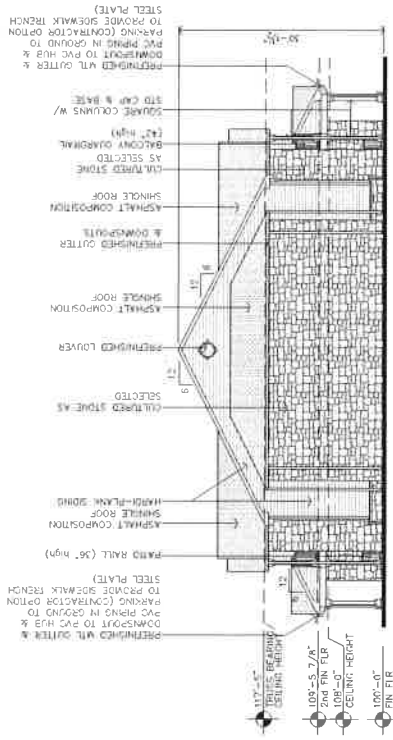 PREFINISHED MTL GUTTER &
DOWNSPOUT TO PVC HUB &
PVC PIPING IN GROUND TO
PARKING (CONTRACTOR OPTION
TO PROVIDE SIDEWALK TRENCH
STEEL PLATE)
PATIO RAILL (36" high)
ASPHALT COMPOSITION
SHINGLE ROOF
HARDI-PLANK SIDING
CULTURED STONE AS
SELECTED
PREFINISHED LOUVER
ASPHALT COMPOSITION
SHINGLE ROOF
PREFINISHED GUTTER
& DOWNSPOUTS
ASPHALT COMPOSITION
SHINGLE ROOF
CULTURED STONE
AS SELECTED
BALCONY GUARDRAIL
(42" high)
SQUARE COLUMNS W/
STD CAP & BASE
PREFINISHED MTL GUTTER &
DOWNSPOUT TO PVC HUB &
PVC PIPING IN GROUND TO
PARKING (CONTRACTOR OPTION
TO PROVIDE SIDEWALK TRENCH
STEEL PLATE)
117'-5"
TRUSS BEARING/
CEILING HEIGHT
109'-5 7/8"
2nd FIN FLR
108'-0"
CEILING HEIGHT
100'-0"
FIN FLR
12
6
12
6
12
6